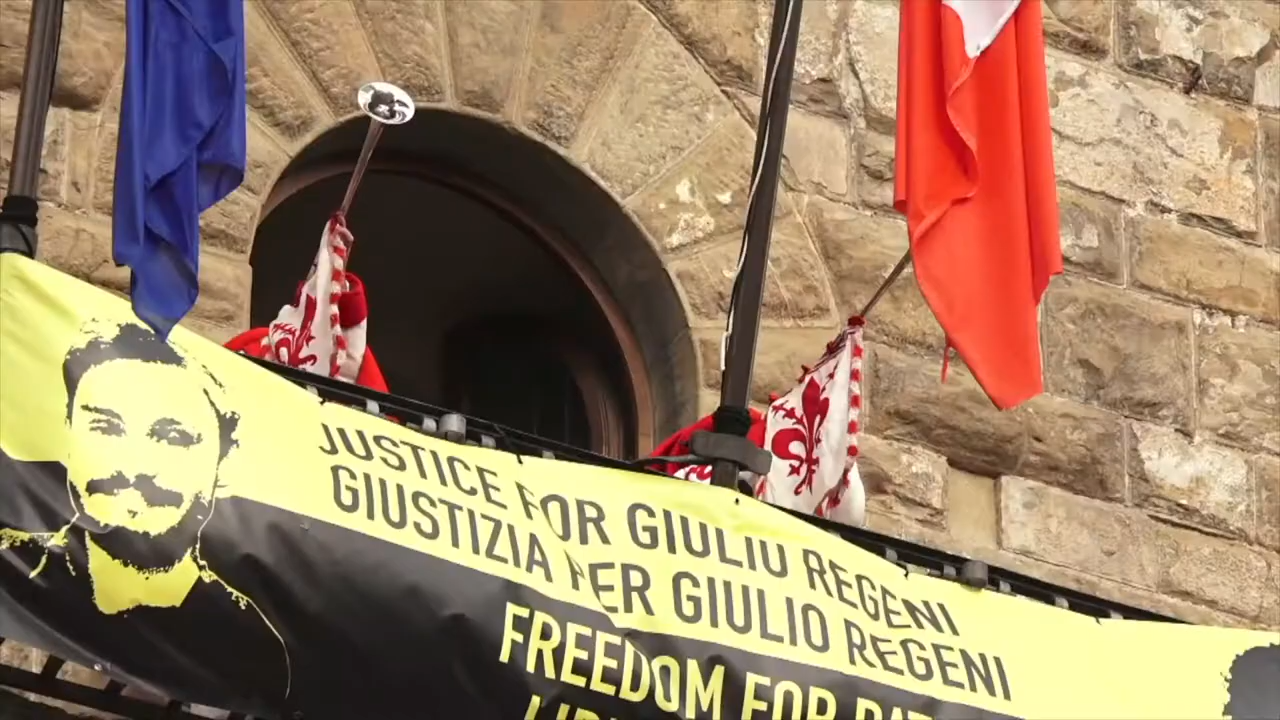 JUSTICE FOR GIULIO REGENI
GIUSTIZIA PER GIULIO REGENI
FREEDOM FOR